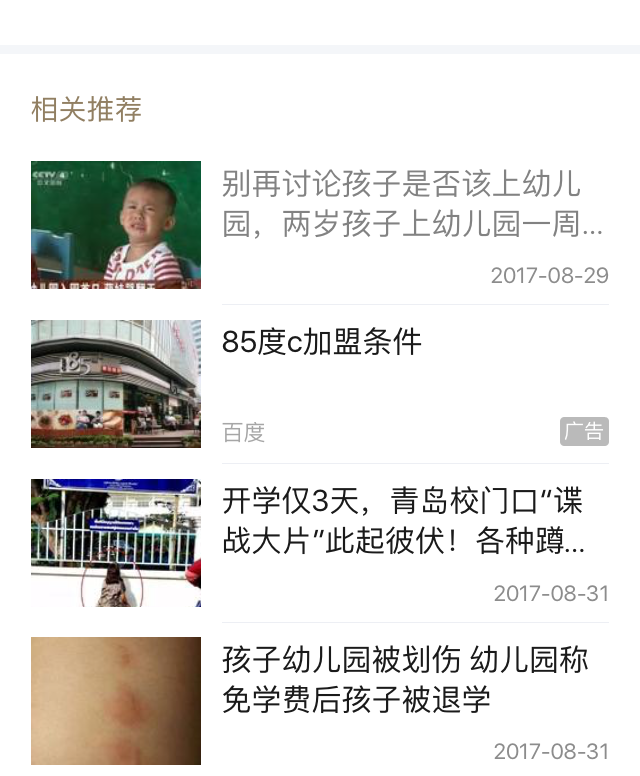 相关推荐
CCTV 4
别再讨论孩子是否该上幼儿
园，两岁孩子上幼儿园一周...
2017-08-29
85
85度c加盟条件
百度
广告
开学仅3天，青岛校门口“谍
战大片”此起彼伏！各种蹲...
2017-08-31
孩子幼儿园被划伤 幼儿园称
免学费后孩子被退学
2017-08-31